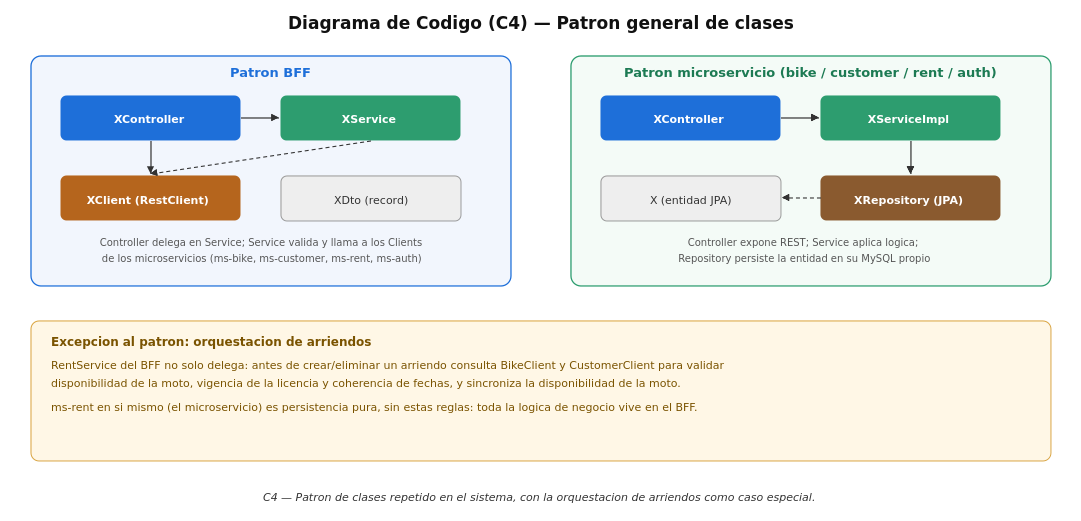 Diagrama de Codigo (C4) — Patron general de clases
Patron BFF
XController
XService
XClient (RestClient)
XDto (record)
Controller delega en Service; Service valida y llama a los Clients
de los microservicios (ms-bike, ms-customer, ms-rent, ms-auth)
Patron microservicio (bike / customer / rent / auth)
XController
XServiceImpl
X (entidad JPA)
XRepository (JPA)
Controller expone REST; Service aplica logica;
Repository persiste la entidad en su MySQL propio
Excepcion al patron: orquestacion de arriendos
RentService del BFF no solo delega: antes de crear/eliminar un arriendo consulta BikeClient y CustomerClient para validar
disponibilidad de la moto, vigencia de la licencia y coherencia de fechas, y sincroniza la disponibilidad de la moto.
ms-rent en si mismo (el microservicio) es persistencia pura, sin estas reglas: toda la logica de negocio vive en el BFF.
C4 — Patron de clases repetido en el sistema, con la orquestacion de arriendos como caso especial.